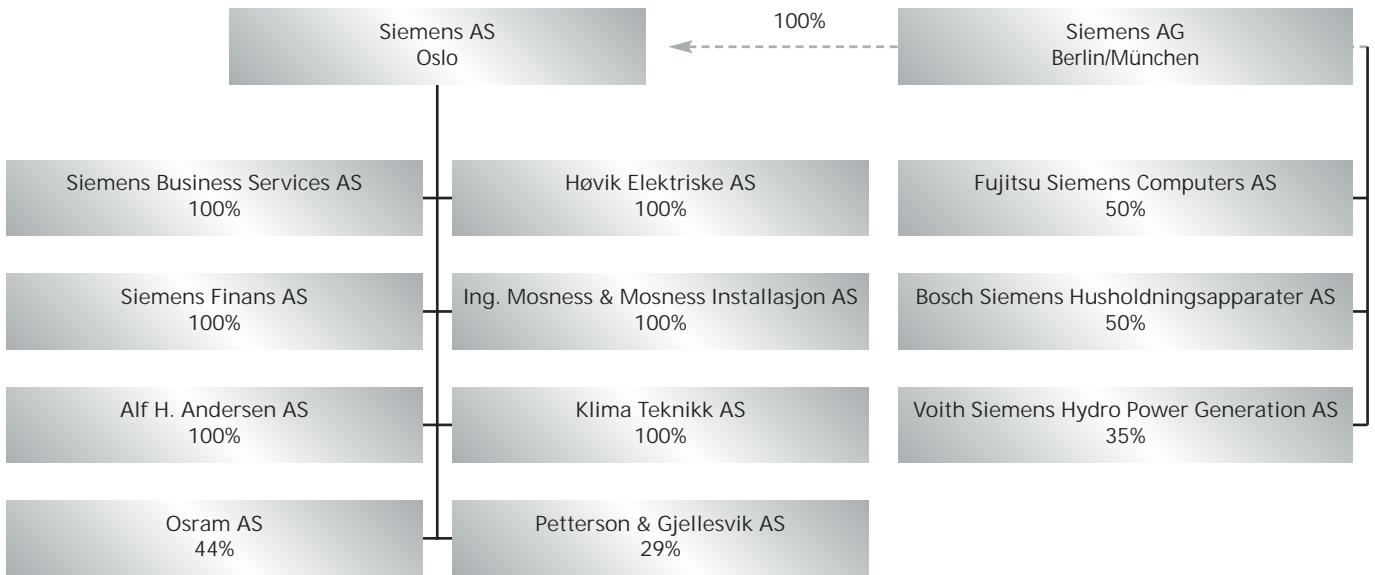 Siemens AS
Oslo
100%
Siemens AG
Berlin/München
Siemens Business Services AS
100%
Høvik Elektriske AS
100%
Fujitsu Siemens Computers AS
50%
Siemens Finans AS
100%
Ing. Mosness & Mosness Installasjon AS
100%
Bosch Siemens Husholdningsapparater AS
50%
Alf H. Andersen AS
100%
Klima Teknikk AS
100%
Voith Siemens Hydro Power Generation AS
35%
Osram AS
44%
Petterson & Gjellesvik AS
29%